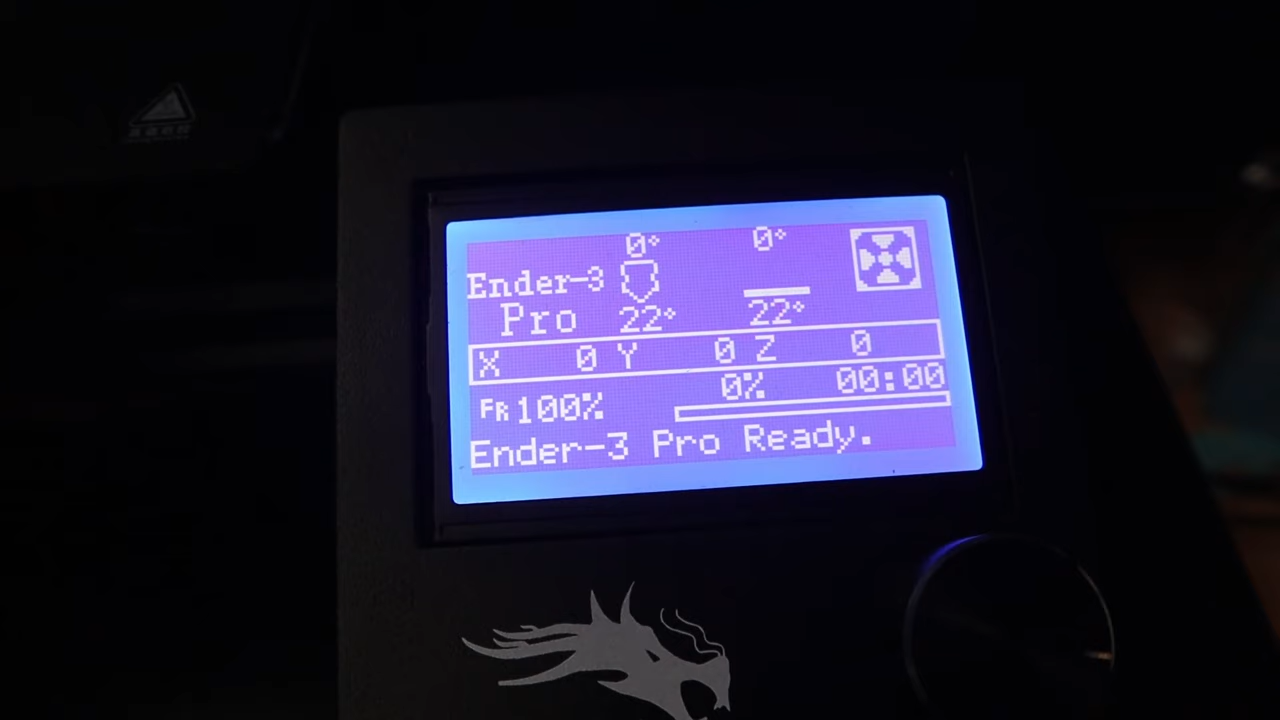 0° 0°
Ender-3
Pro 22° 22°
X 0 Y 0 Z 0
0% 00:00
FR 100%
Ender-3 Pro Ready.